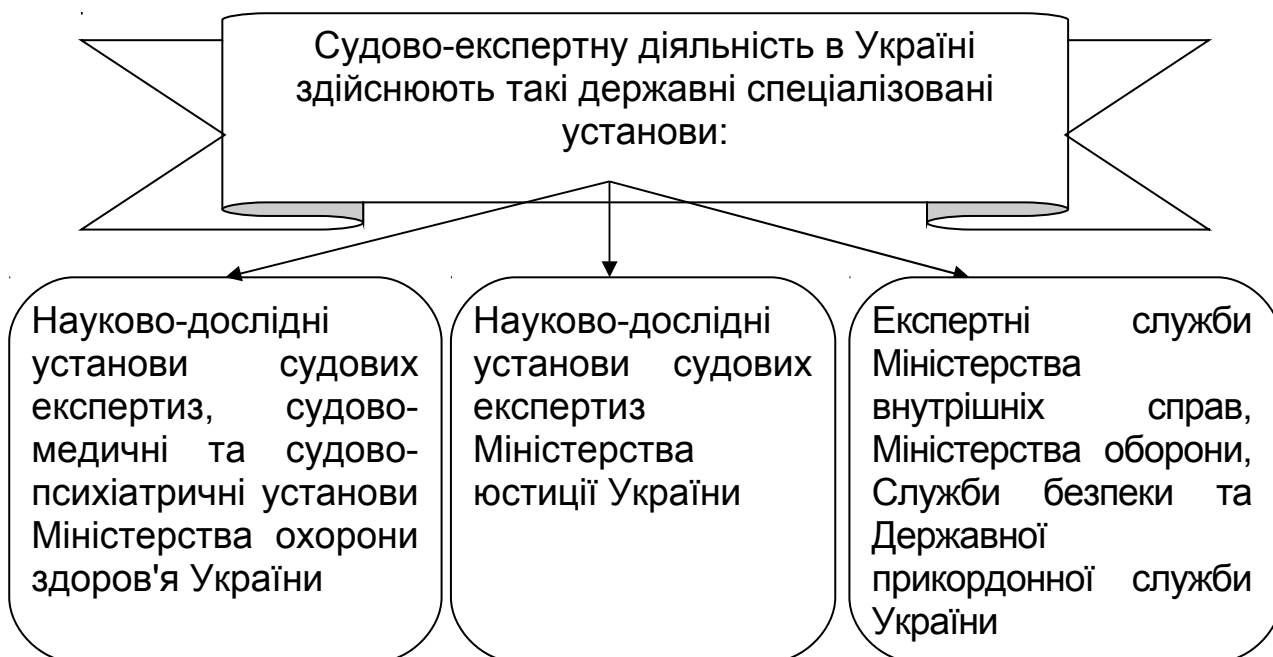 Судово-експертну діяльність в Україні
здійснюють такі державні спеціалізовані
установи:
Науково-дослідні
установи судових
експертиз, судово-
медичні та судово-
психіатричні установи
Міністерства охорони
здоров'я України
Науково-дослідні
установи судових
експертиз
Міністерства
юстиції України
Експертні служби
Міністерства
внутрішніх справ,
Міністерства оборони,
Служби безпеки та
Державної
прикордонної служби
України